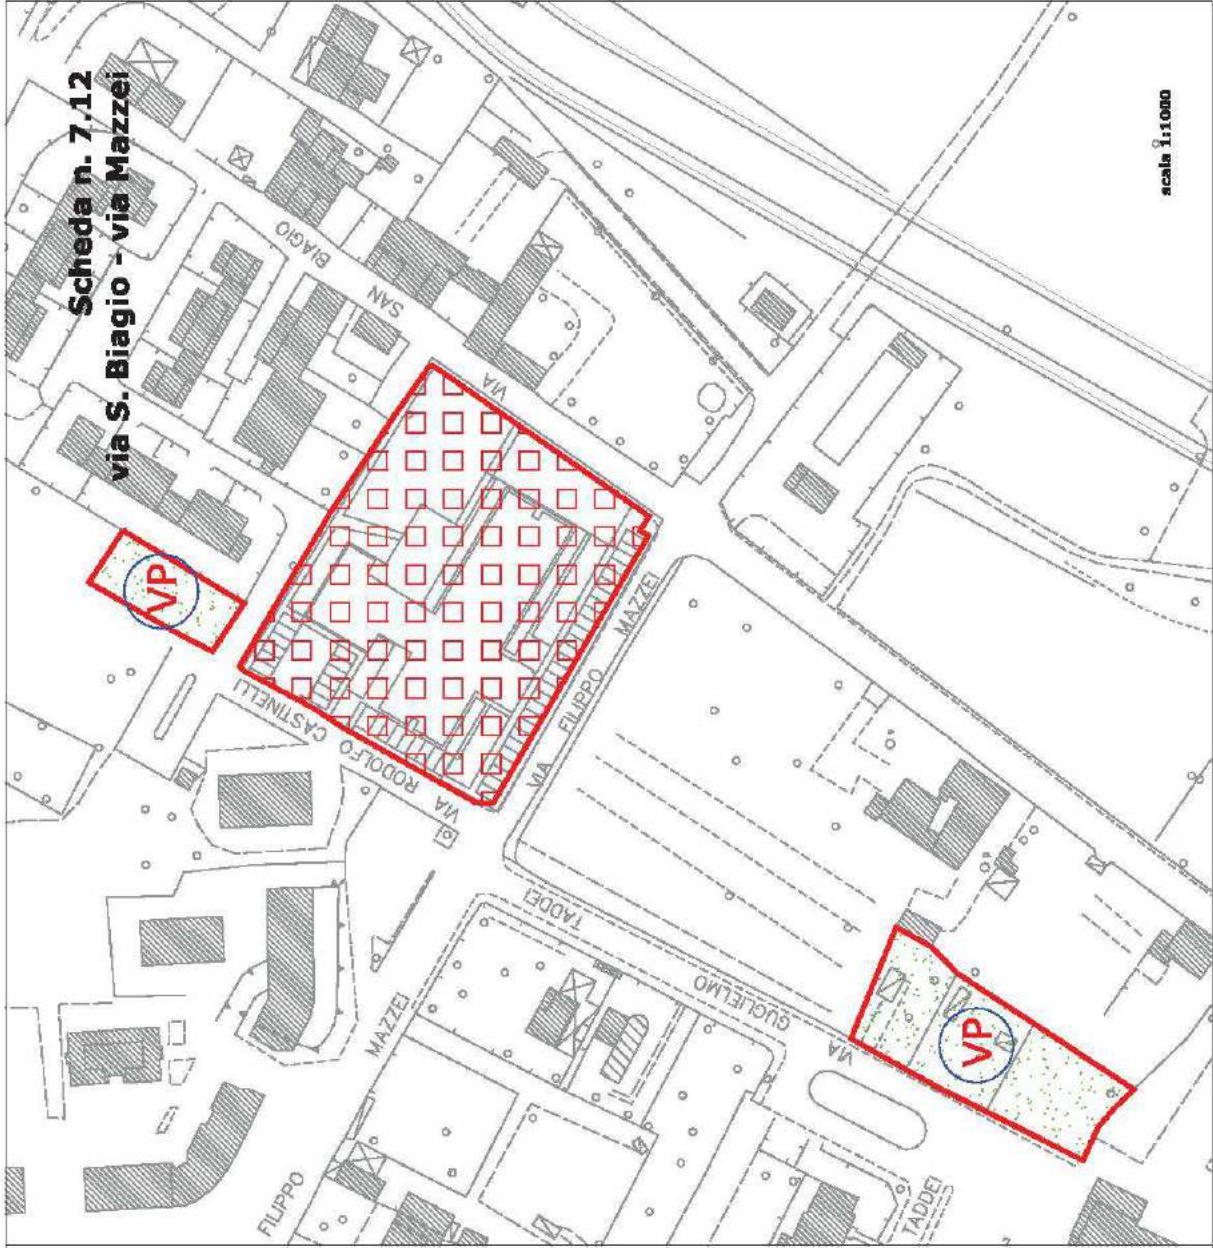 Scheda n. 7.12
via S. Biagio - via Mazzei
VP
VIA SAN BIAGIO
VIA RODOLFO CASTINELLI
VIA FILIPPO MAZZEI
FILIPPO MAZZEI
VIA GUGLIELMO TADDEI
TADDEI
VP
scala 1:1000